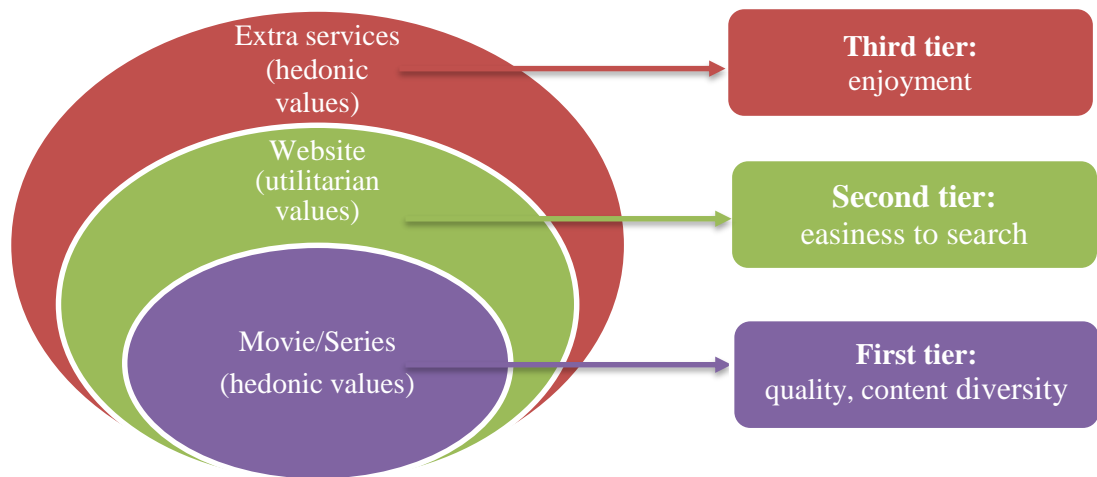 Extra services
(hedonic
values)
Third tier:
enjoyment
Website
(utilitarian
values)
Second tier:
easiness to search
Movie/Series
(hedonic values)
First tier:
quality, content diversity